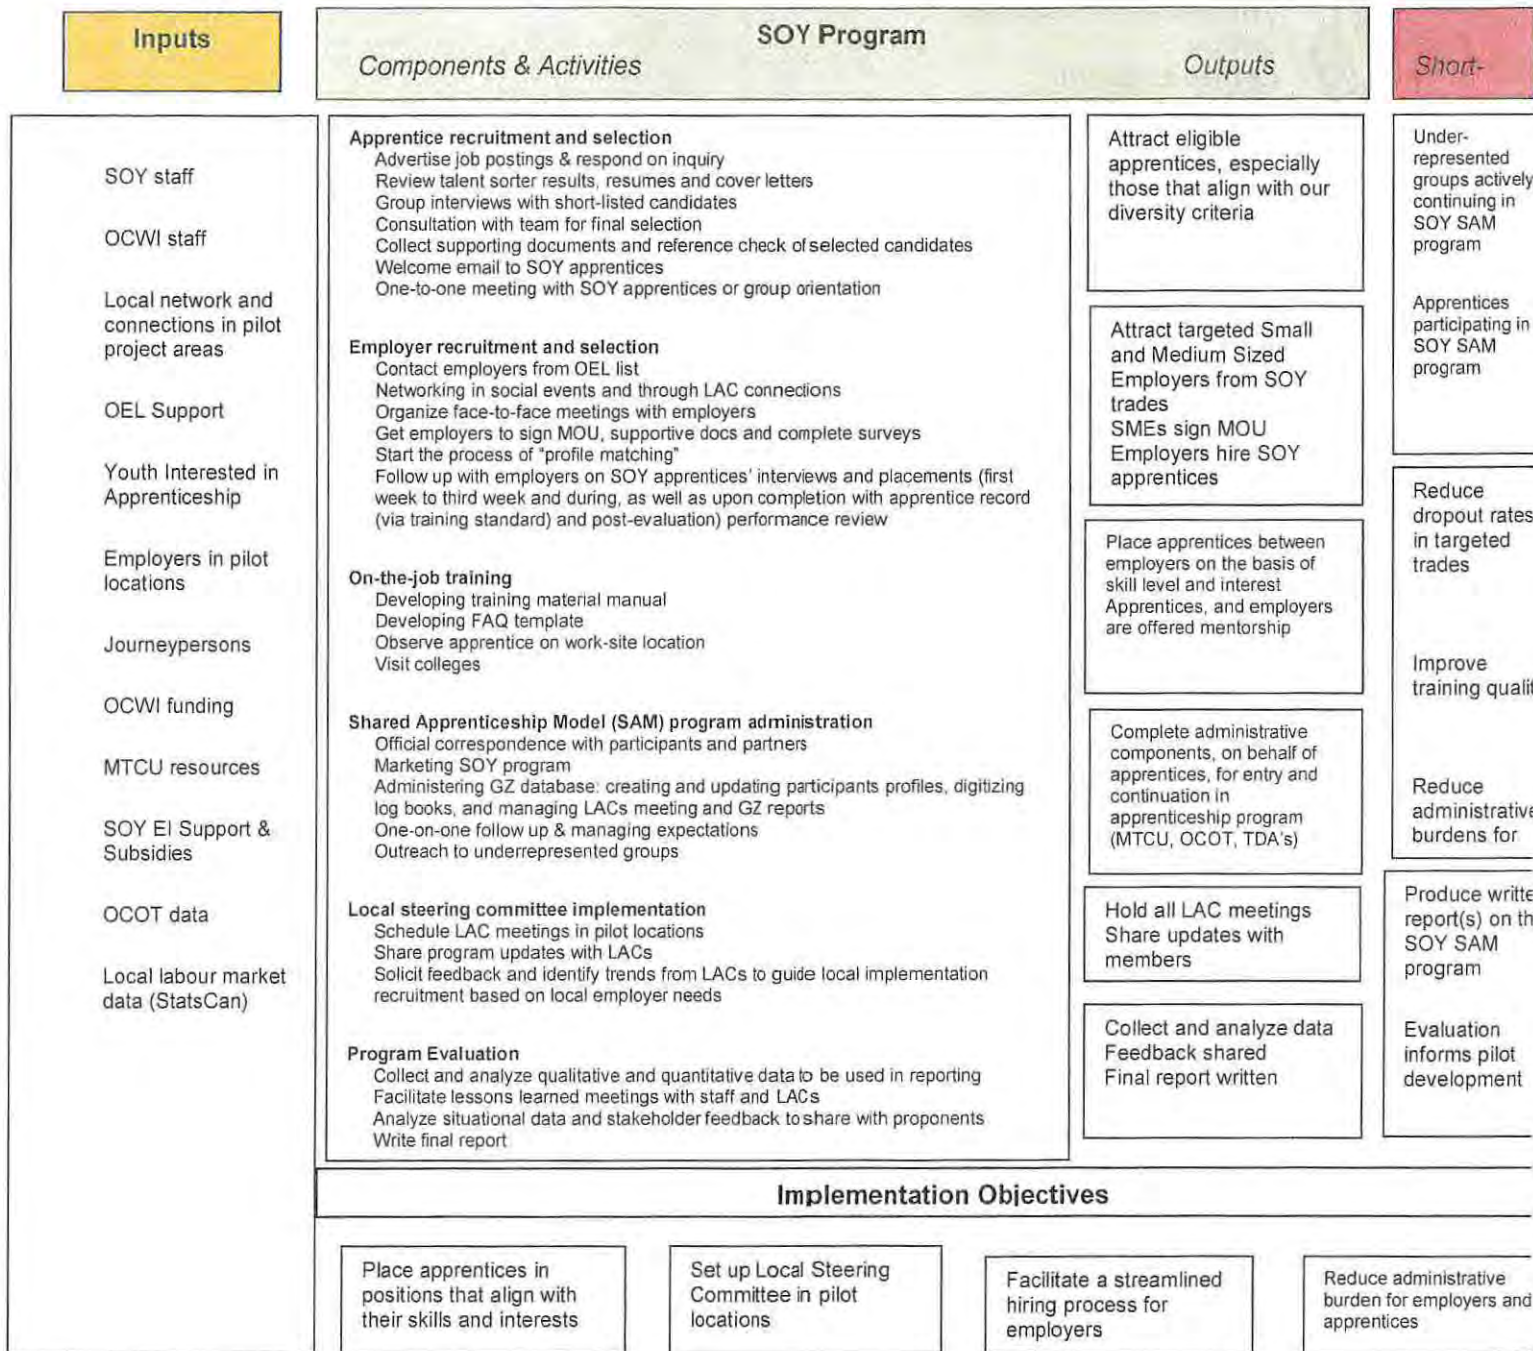 Inputs
SOY Program
Components & Activities
Outputs
Short-
SOY staff
OCWI staff
Local network and
connections in pilot
project areas
OEL Support
Youth Interested in
Apprenticeship
Employers in pilot
locations
Journeypersons
OCWI funding
MTCU resources
SOY EI Support &
Subsidies
OCOT data
Local labour market
data (StatsCan)
Apprentice recruitment and selection
Advertise job postings & respond on inquiry
Review talent sorter results, resumes and cover letters
Group interviews with short-listed candidates
Consultation with team for final selection
Collect supporting documents and reference check of selected candidates
Welcome email to SOY apprentices
One-to-one meeting with SOY apprentices or group orientation
Employer recruitment and selection
Contact employers from OEL list
Networking in social events and through LAC connections
Organize face-to-face meetings with employers
Get employers to sign MOU, supportive docs and complete surveys
Start the process of "profile matching"
Follow up with employers on SOY apprentices' interviews and placements (first
week to third week and during, as well as upon completion with apprentice record
(via training standard) and post-evaluation) performance review
On-the-job training
Developing training material manual
Developing FAQ template
Observe apprentice on work-site location
Visit colleges
Shared Apprenticeship Model (SAM) program administration
Official correspondence with participants and partners
Marketing SOY program
Administering GZ database: creating and updating participants profiles, digitizing
log books, and managing LACs meeting and GZ reports
One-on-one follow up & managing expectations
Outreach to underrepresented groups
Local steering committee implementation
Schedule LAC meetings in pilot locations
Share program updates with LACs
Solicit feedback and identify trends from LACs to guide local implementation
recruitment based on local employer needs
Program Evaluation
Collect and analyze qualitative and quantitative data to be used in reporting
Facilitate lessons learned meetings with staff and LACs
Analyze situational data and stakeholder feedback to share with proponents
Write final report
Attract eligible
apprentices, especially
those that align with our
diversity criteria
Attract targeted Small
and Medium Sized
Employers from SOY
trades
SMEs sign MOU
Employers hire SOY
apprentices
Place apprentices between
employers on the basis of
skill level and interest
Apprentices, and employers
are offered mentorship
Complete administrative
components, on behalf of
apprentices, for entry and
continuation in
apprenticeship program
(MTCU, OCOT, TDA's)
Hold all LAC meetings
Share updates with
members
Collect and analyze data
Feedback shared
Final report written
Under-
represented
groups actively
continuing in
SOY SAM
program
Apprentices
participating in
SOY SAM
program
Reduce
dropout rates
in targeted
trades
Improve
training qualit
Reduce
administrative
burdens for
Produce writte
report(s) on th
SOY SAM
program
Evaluation
informs pilot
development
Implementation Objectives
Place apprentices in
positions that align with
their skills and interests
Set up Local Steering
Committee in pilot
locations
Facilitate a streamlined
hiring process for
employers
Reduce administrative
burden for employers and
apprentices